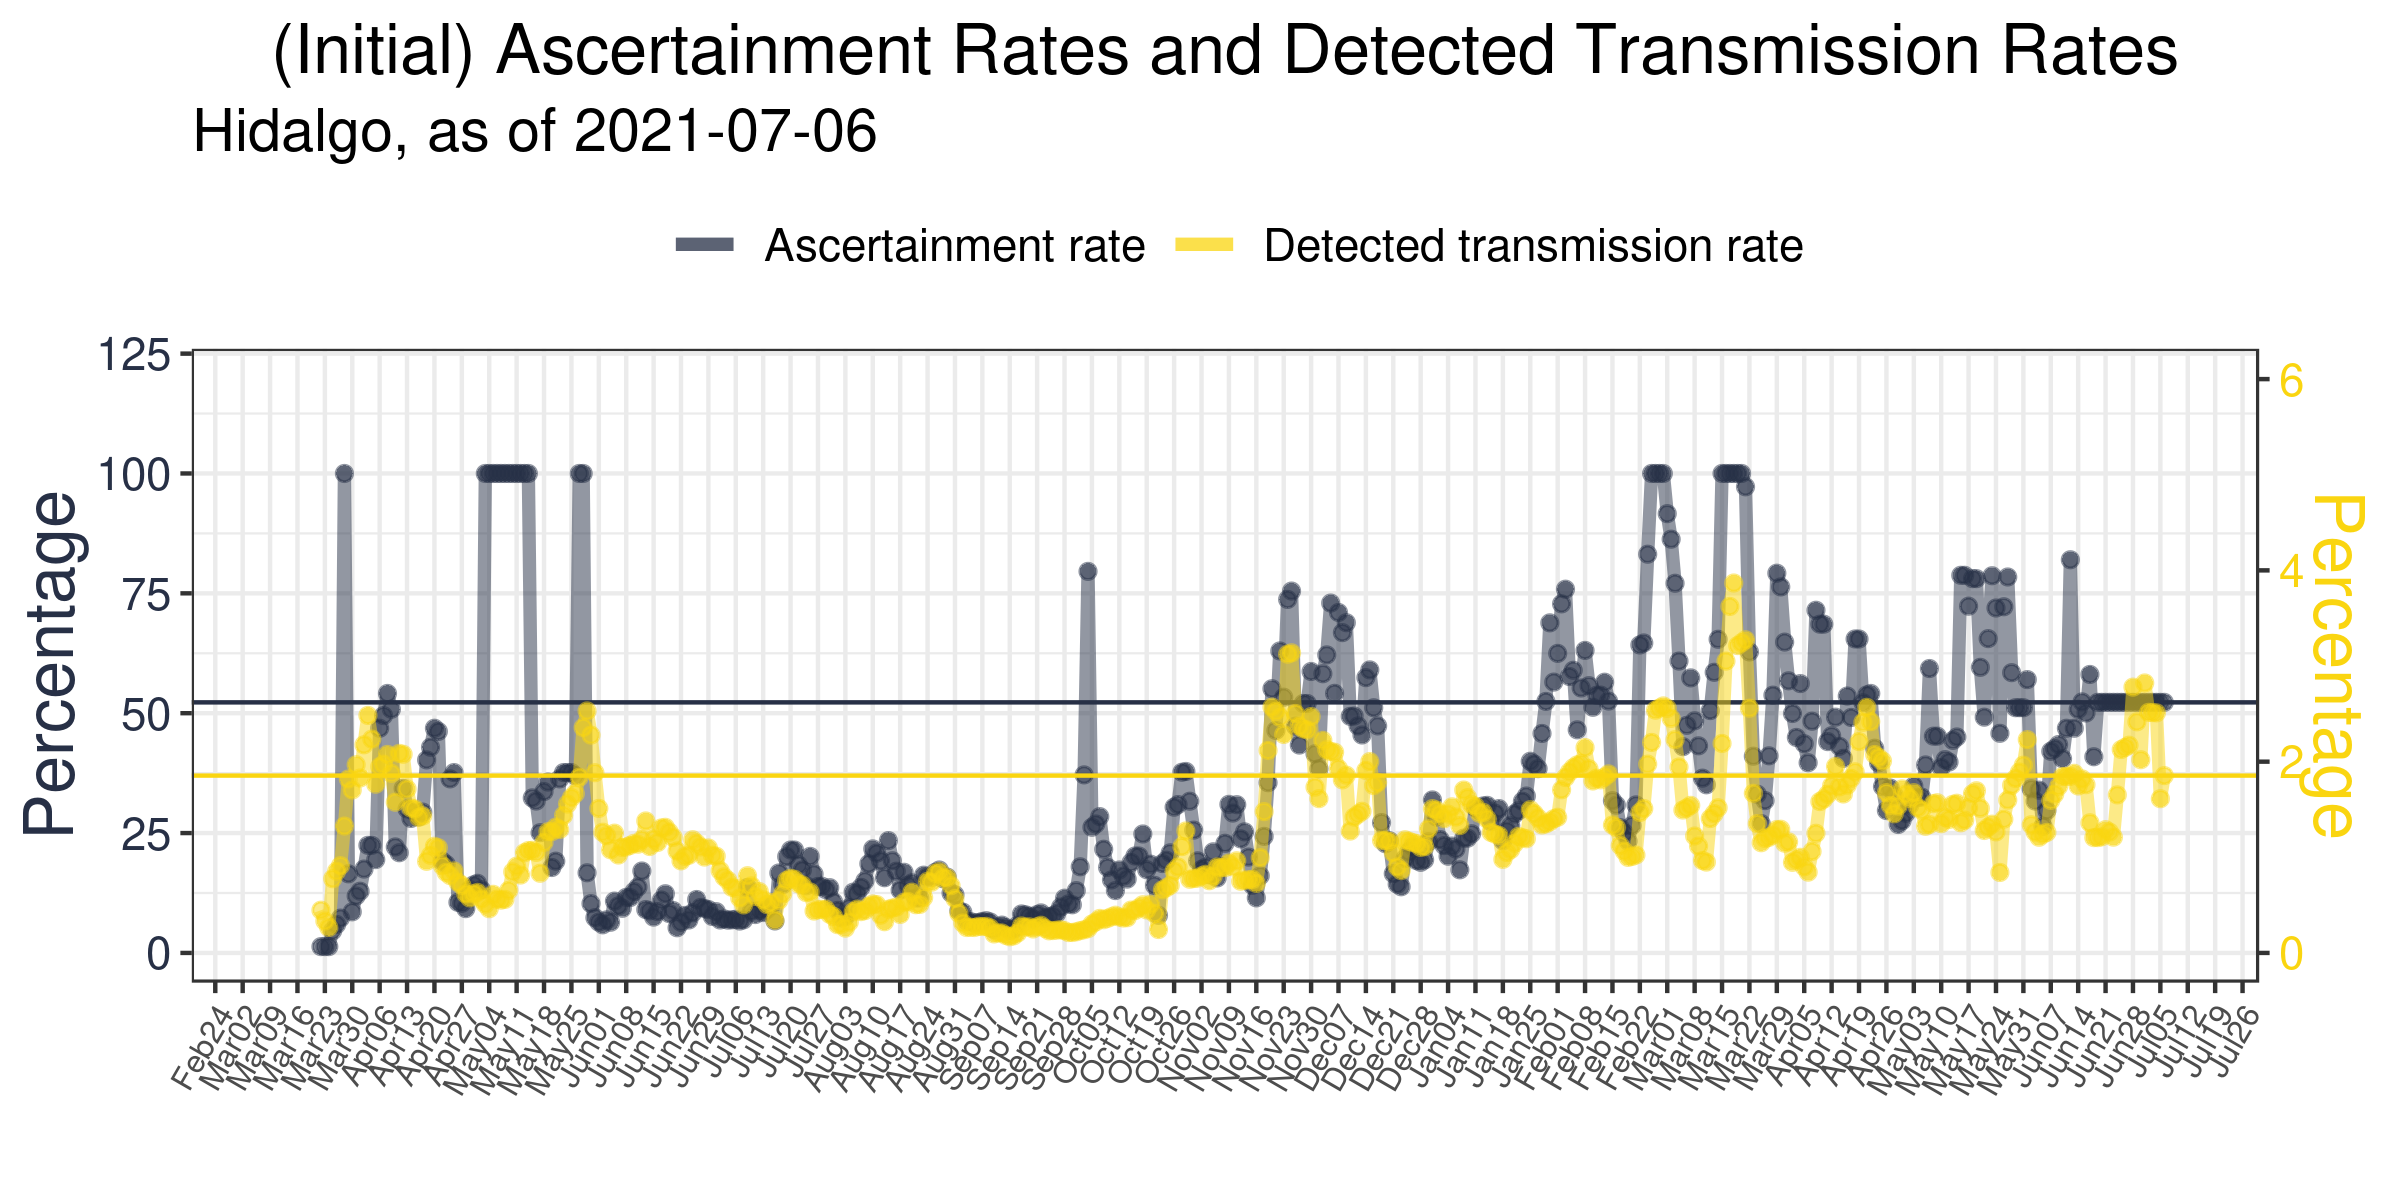 (Initial) Ascertainment Rates and Detected Transmission Rates
Hidalgo, as of 2021-07-06
Ascertainment rate Detected transmission rate
125
100
75
50
25
0
Percentage
6
4
2
0
Percentage
Feb24 Mar02 Mar09 Mar16 Mar23 Mar30 Apr06 Apr13 Apr20 Apr27 May04 May11 May18 May25 Jun01 Jun08 Jun15 Jun22 Jun29 Jul06 Jul13 Jul20 Jul27 Aug03 Aug10 Aug17 Aug24 Aug31 Sep07 Sep14 Sep21 Sep28 Oct05 Oct12 Oct19 Oct26 Nov02 Nov09 Nov16 Nov23 Nov30 Dec07 Dec14 Dec21 Dec28 Jan04 Jan11 Jan18 Jan25 Feb01 Feb08 Feb15 Feb22 Mar01 Mar08 Mar15 Mar22 Mar29 Apr05 Apr12 Apr19 Apr26 May03 May10 May17 May24 May31 Jun07 Jun14 Jun21 Jun28 Jul05 Jul12 Jul19 Jul26